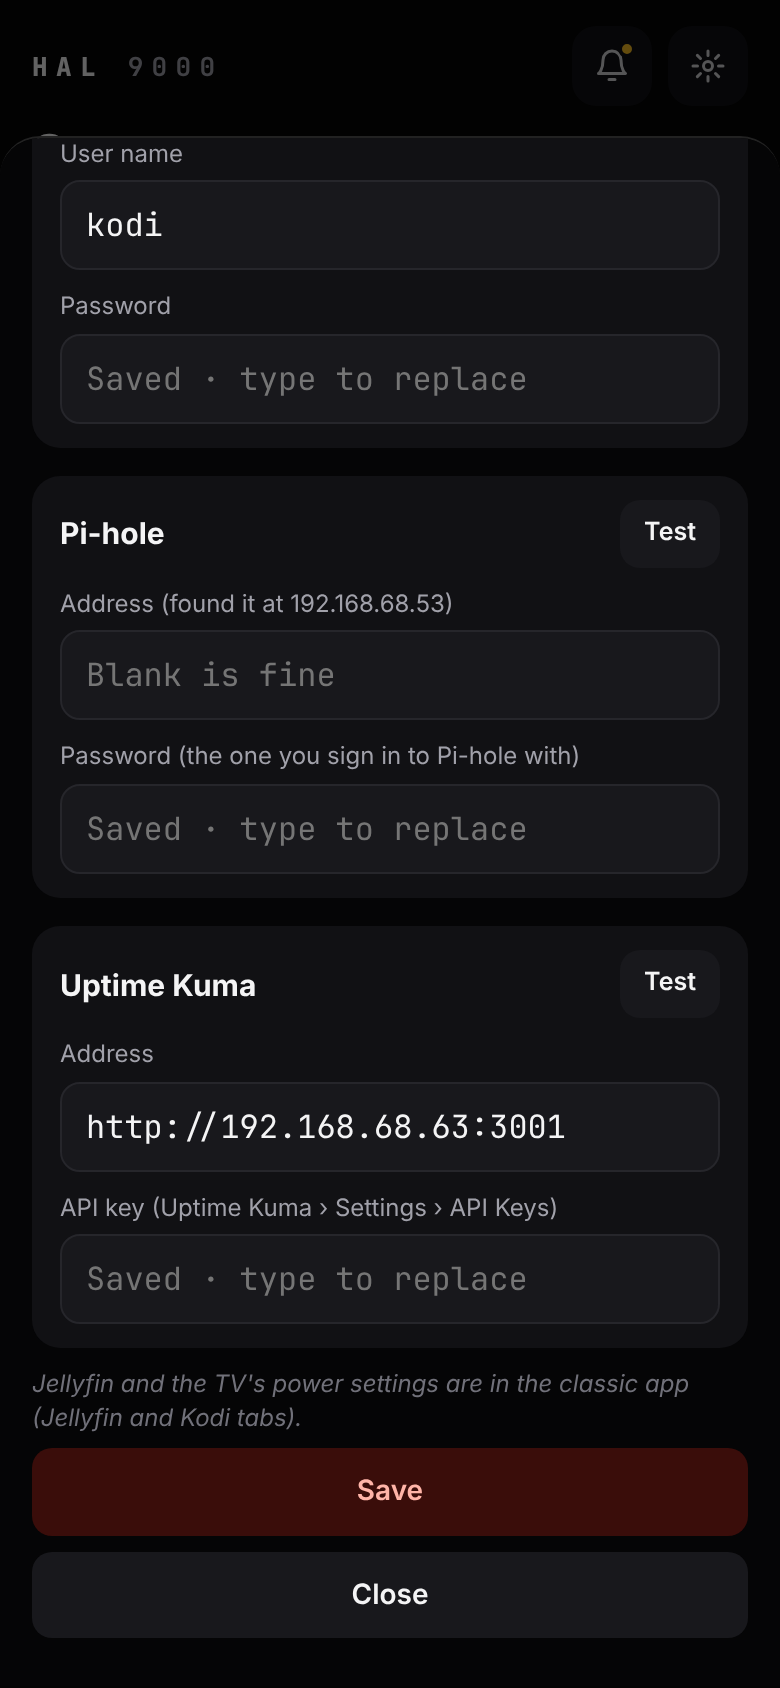 HAL 9000
User name
kodi
Password
Saved · type to replace
Pi-hole
Test
Address (found it at 192.168.68.53)
Blank is fine
Password (the one you sign in to Pi-hole with)
Saved · type to replace
Uptime Kuma
Test
Address
http://192.168.68.63:3001
API key (Uptime Kuma › Settings › API Keys)
Saved · type to replace
Jellyfin and the TV's power settings are in the classic app
(Jellyfin and Kodi tabs).
Save
Close